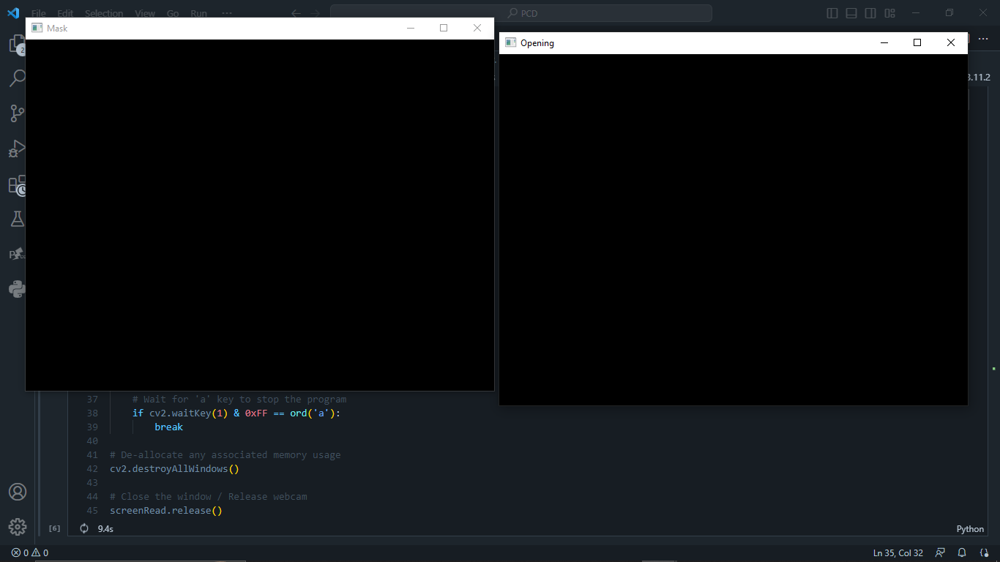 File Edit Selection View Go Run ···
PCD
Mask
Opening
3.11.2
2
37 # Wait for 'a' key to stop the program
38 if cv2.waitKey(1) & 0xFF == ord('a'):
39 break
40
41 # De-allocate any associated memory usage
42 cv2.destroyAllWindows()
43
44 # Close the window / Release webcam
45 screenRead.release()
[6] 9.4s Python
0 0 Ln 35, Col 32